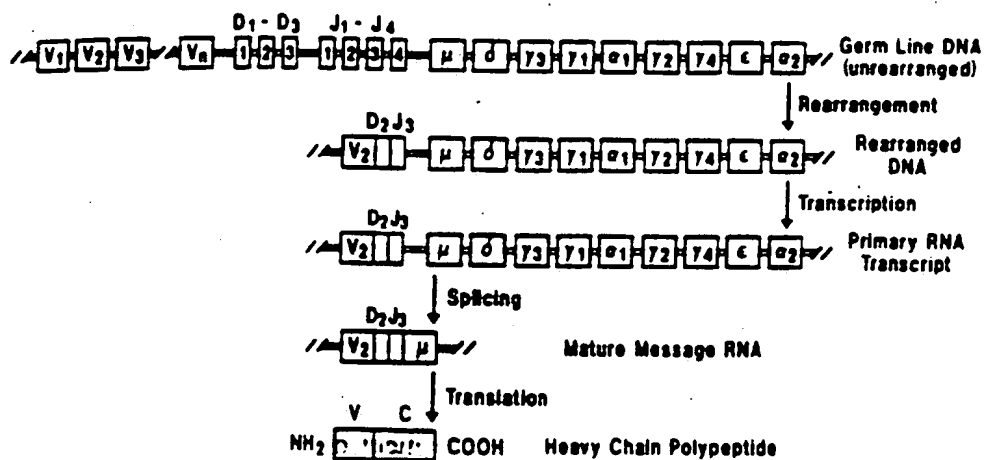 D1 - D3 J1 - J4
V1 V2 V3 Vn 1 2 3 1 2 3 4 μ δ γ3 γ1 α1 γ2 γ4 ε α2 Germ Line DNA
(unrearranged)
Rearrangement
D2J3
V2 μ δ γ3 γ1 α1 γ2 γ4 ε α2 Rearranged
DNA
Transcription
D2J3
V2 μ δ γ3 γ1 α1 γ2 γ4 ε α2 Primary RNA
Transcript
Splicing
D2J3
V2 μ Mature Message RNA
Translation
V C
NH2 COOH Heavy Chain Polypeptide